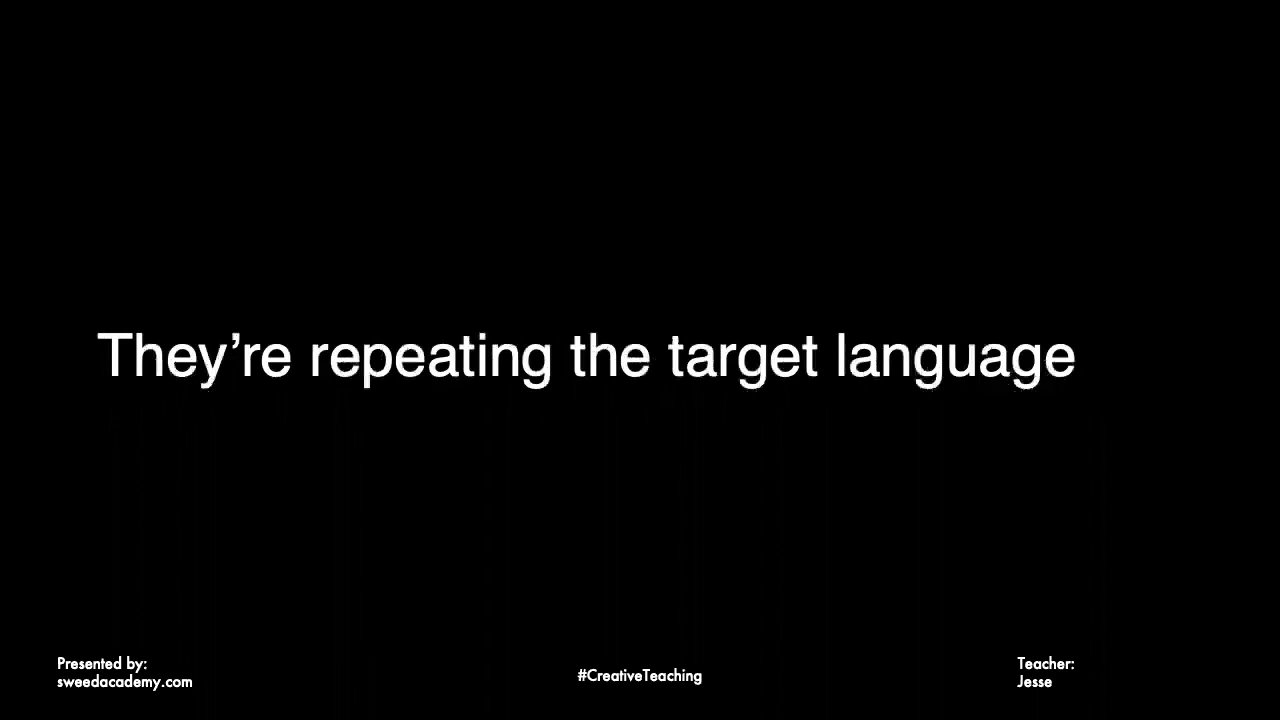 They’re repeating the target language
Presented by:
sweedacademy.com
#CreativeTeaching
Teacher:
Jesse